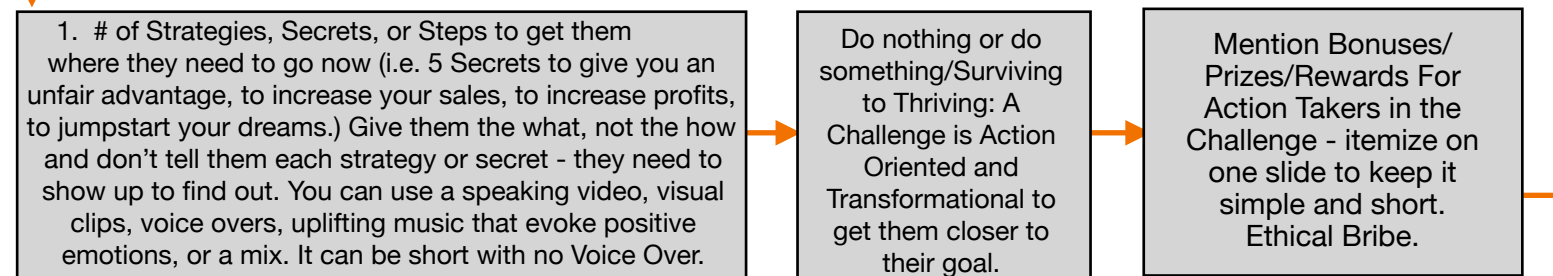 1. # of Strategies, Secrets, or Steps to get them
where they need to go now (i.e. 5 Secrets to give you an
unfair advantage, to increase your sales, to increase profits,
to jumpstart your dreams.) Give them the what, not the how
and don’t tell them each strategy or secret - they need to
show up to find out. You can use a speaking video, visual
clips, voice overs, uplifting music that evoke positive
emotions, or a mix. It can be short with no Voice Over.
Do nothing or do
something/Surviving
to Thriving: A
Challenge is Action
Oriented and
Transformational to
get them closer to
their goal.
Mention Bonuses/
Prizes/Rewards For
Action Takers in the
Challenge - itemize on
one slide to keep it
simple and short.
Ethical Bribe.